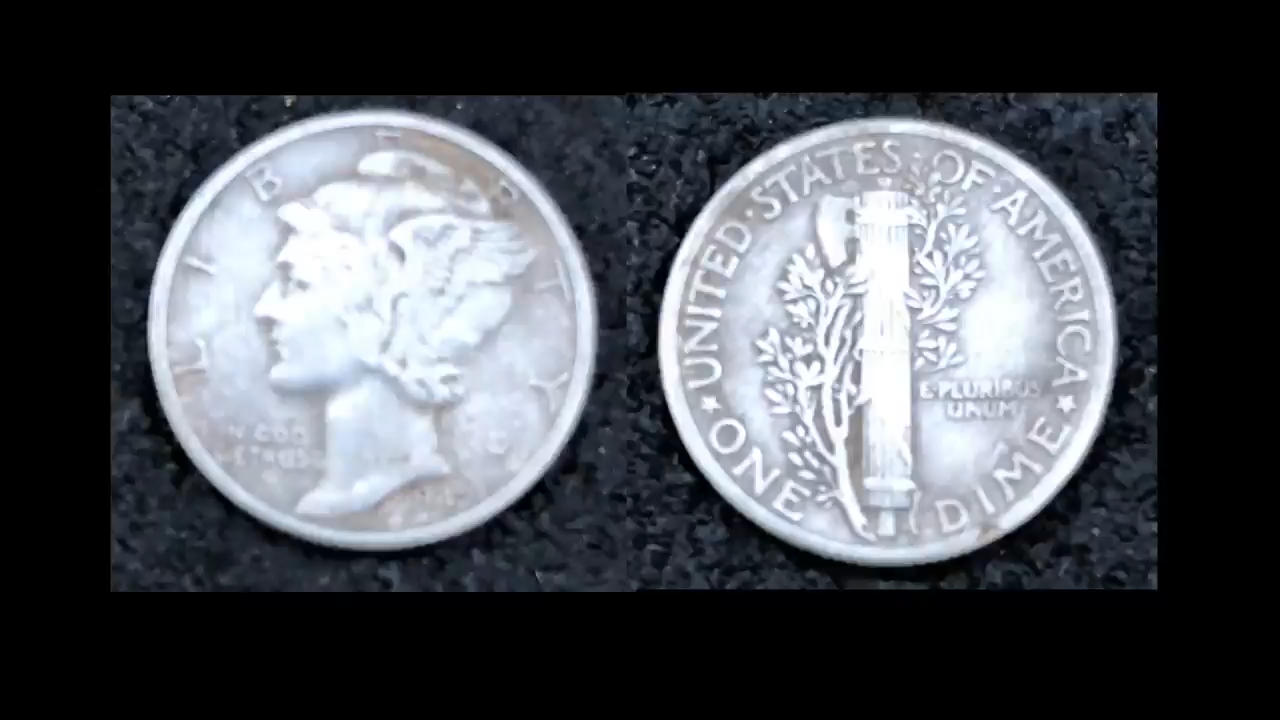 LIBERTY
IN GOD
WE TRUST
UNITED·STATES·OF·AMERICA
E·PLURIBUS
UNUM
★ONE DIME★